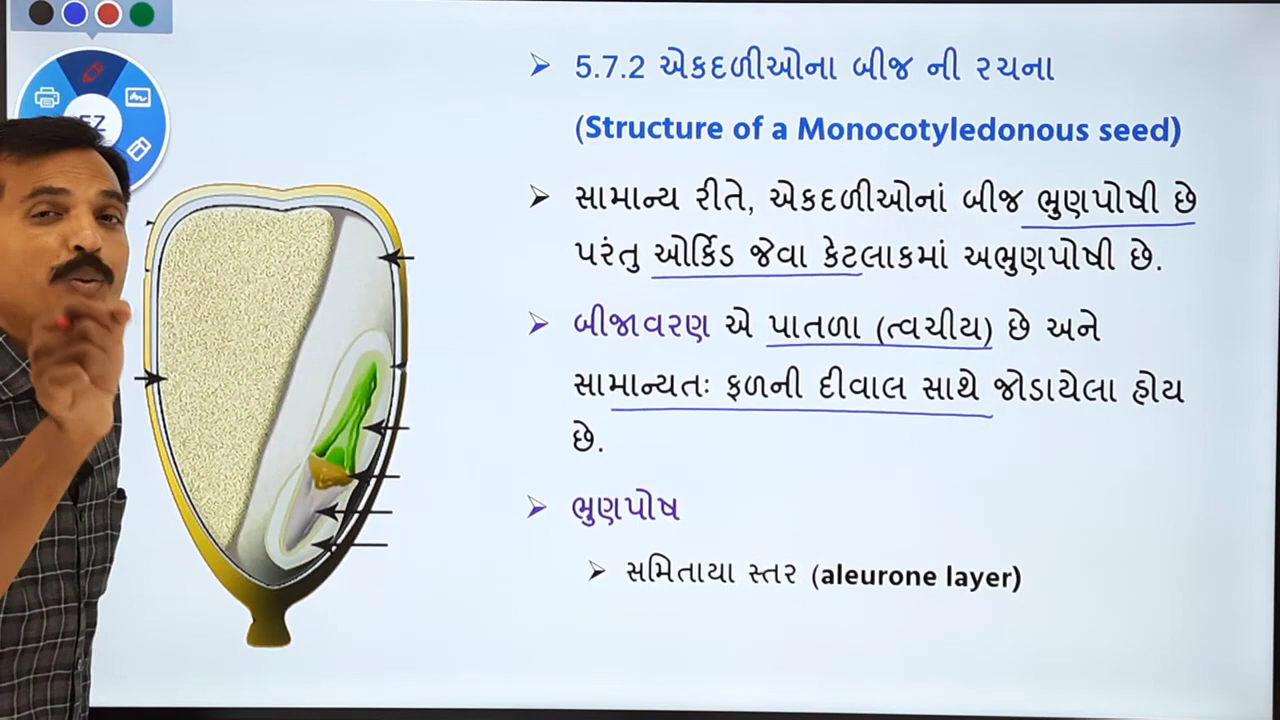 5.7.2 એકદળીઓના બીજ ની રચના
(Structure of a Monocotyledonous seed)
સામાન્ય રીતે, એકદળીઓનાં બીજ ભ્રુણપોષી છે
પરંતુ ઓર્કિડ જેવા કેટલાકમાં અભ્રુણપોષી છે.
બીજાવરણ એ પાતળા (ત્વચીય) છે અને
સામાન્યતઃ ફળની દીવાલ સાથે જોડાયેલા હોય
છે.
ભ્રુણપોષ
સમિતાયા સ્તર (aleurone layer)
EZ